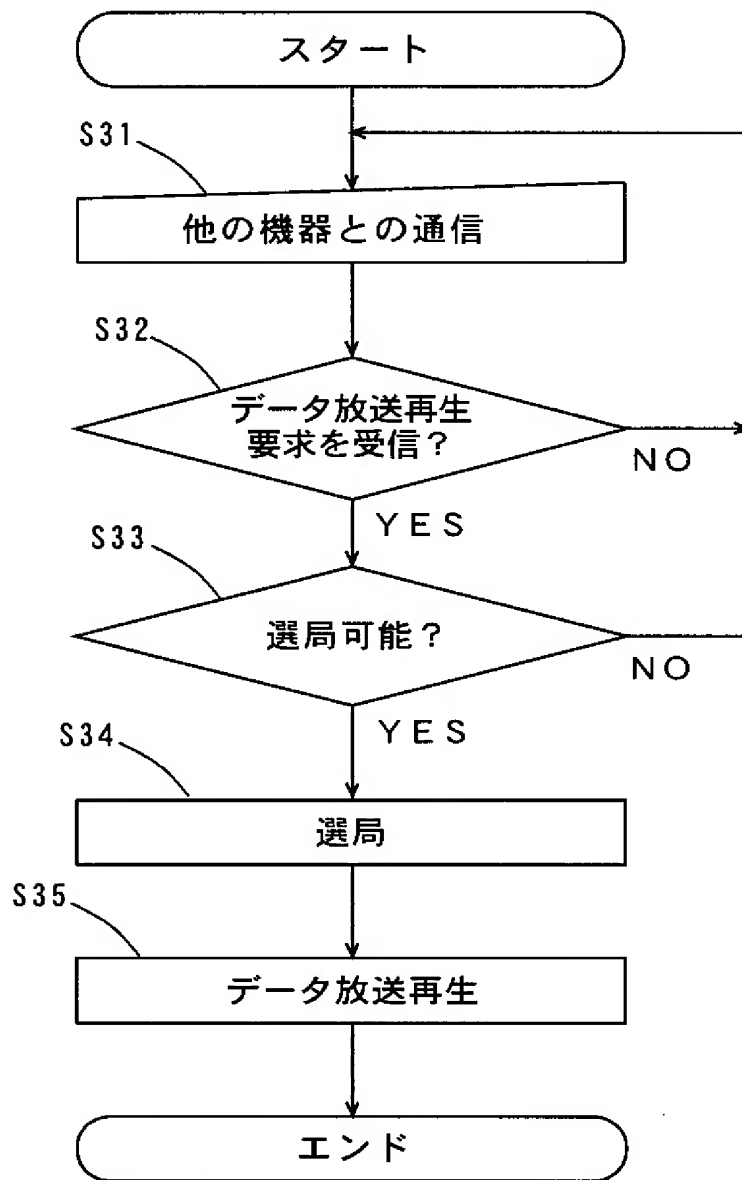 スタート
S31
他の機器との通信
S32
データ放送再生
要求を受信？
NO
YES
S33
選局可能？
NO
YES
S34
選局
S35
データ放送再生
エンド